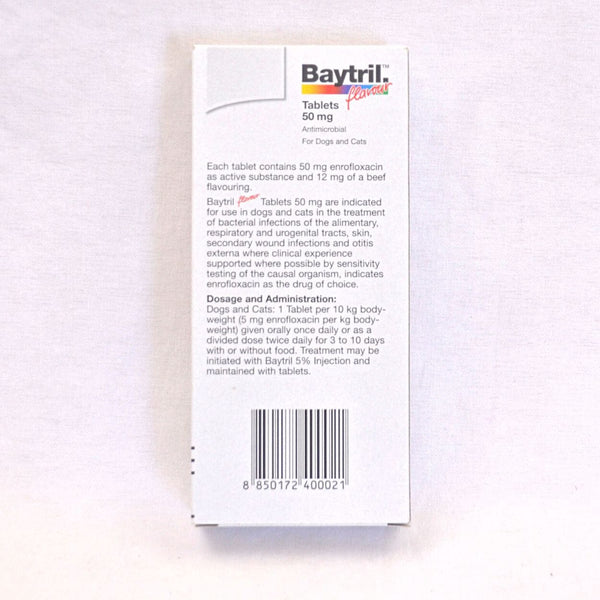 Baytril.™
flavour
Tablets
50 mg
Antimicrobial
For Dogs and Cats
Each tablet contains 50 mg enrofloxacin
as active substance and 12 mg of a beef
flavouring.
Baytril flavour Tablets 50 mg are indicated
for use in dogs and cats in the treatment
of bacterial infections of the alimentary,
respiratory and urogenital tracts, skin,
secondary wound infections and otitis
externa where clinical experience
supported where possible by sensitivity
testing of the causal organism, indicates
enrofloxacin as the drug of choice.
Dosage and Administration:
Dogs and Cats: 1 Tablet per 10 kg body-
weight (5 mg enrofloxacin per kg body-
weight) given orally once daily or as a
divided dose twice daily for 3 to 10 days
with or without food. Treatment may be
initiated with Baytril 5% Injection and
maintained with tablets.
8 850172 400021